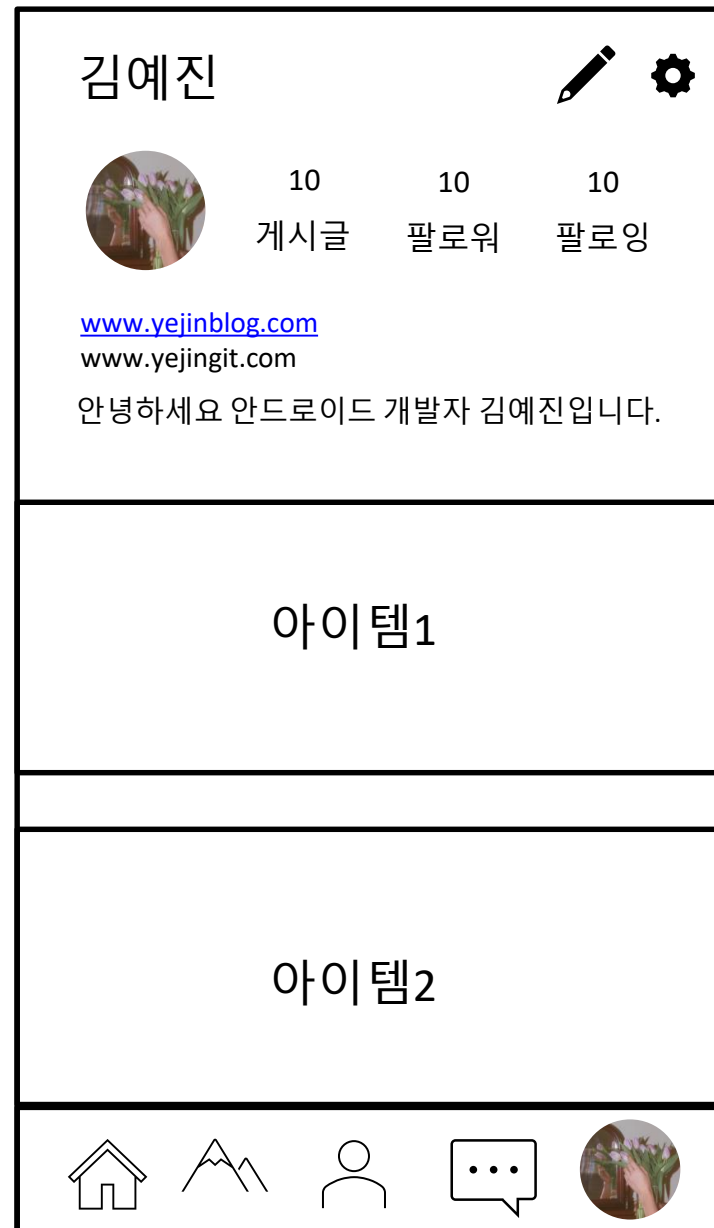 김예진
10 10 10
게시글 팔로워 팔로잉
www.yejinblog.com
www.yejingit.com
안녕하세요 안드로이드 개발자 김예진입니다.
아이템1
아이템2